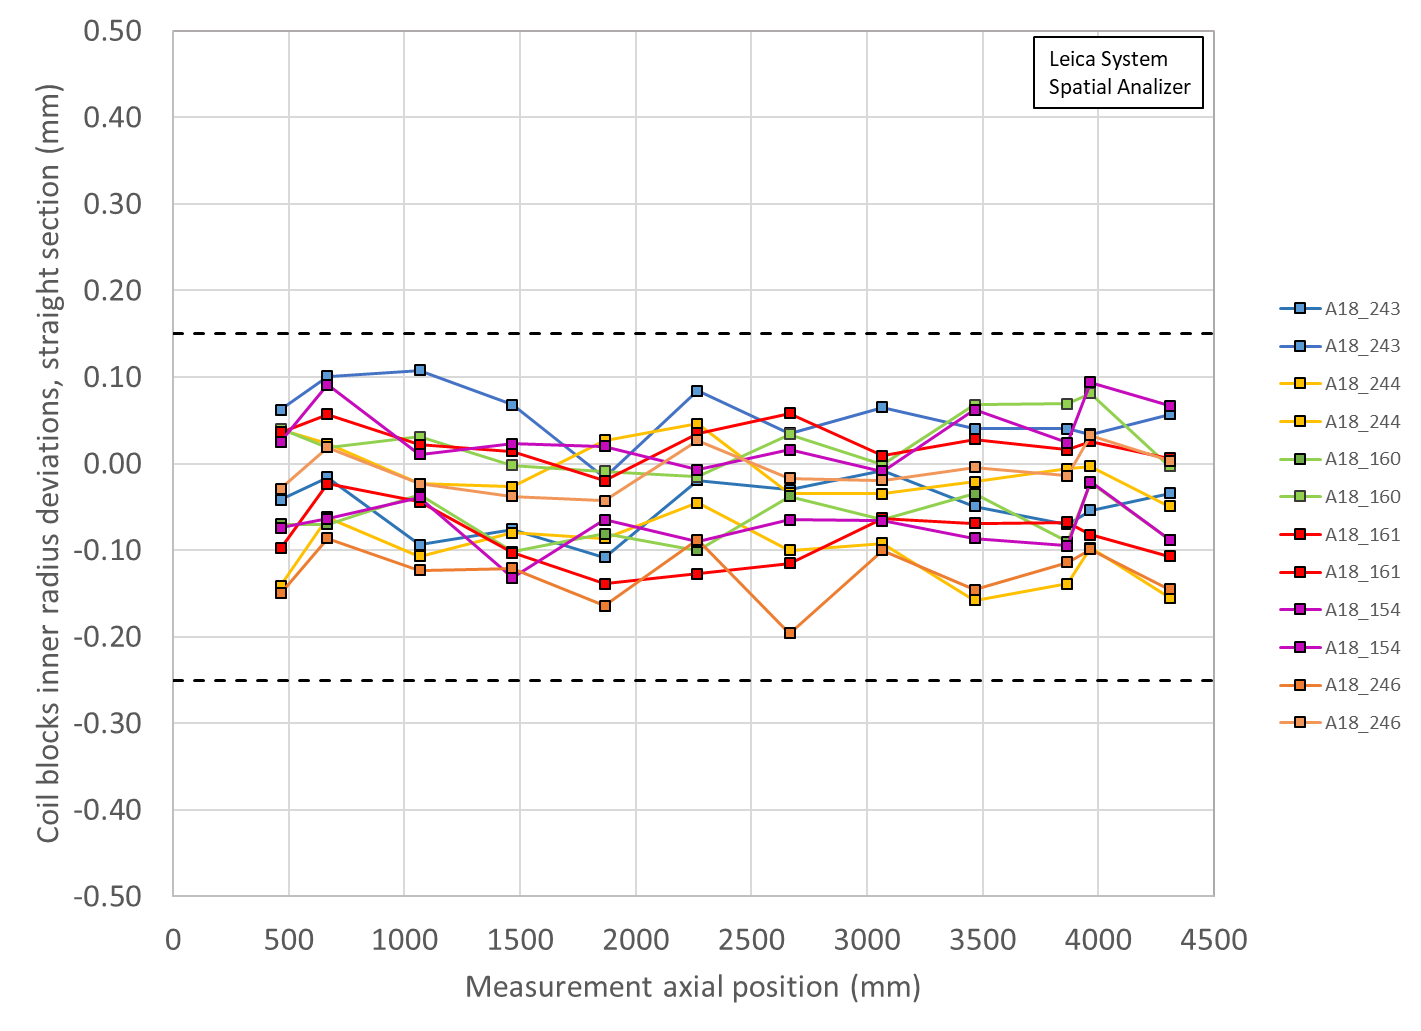 Coil blocks inner radius deviations, straight section (mm)
0.50
0.40
0.30
0.20
0.10
0.00
-0.10
-0.20
-0.30
-0.40
-0.50
Leica System
Spatial Analizer
0 500 1000 1500 2000 2500 3000 3500 4000 4500
Measurement axial position (mm)
A18_243
A18_243
A18_244
A18_244
A18_160
A18_160
A18_161
A18_161
A18_154
A18_154
A18_246
A18_246